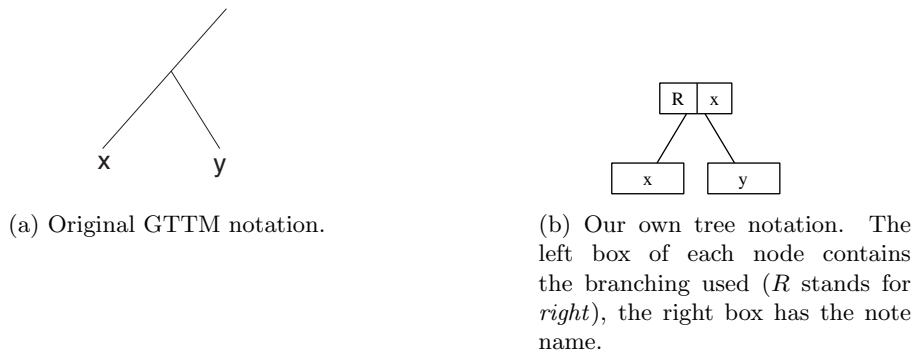 x
y
(a) Original GTTM notation.
R x
x y
(b) Our own tree notation. The
left box of each node contains
the branching used (R stands for
right), the right box has the note
name.